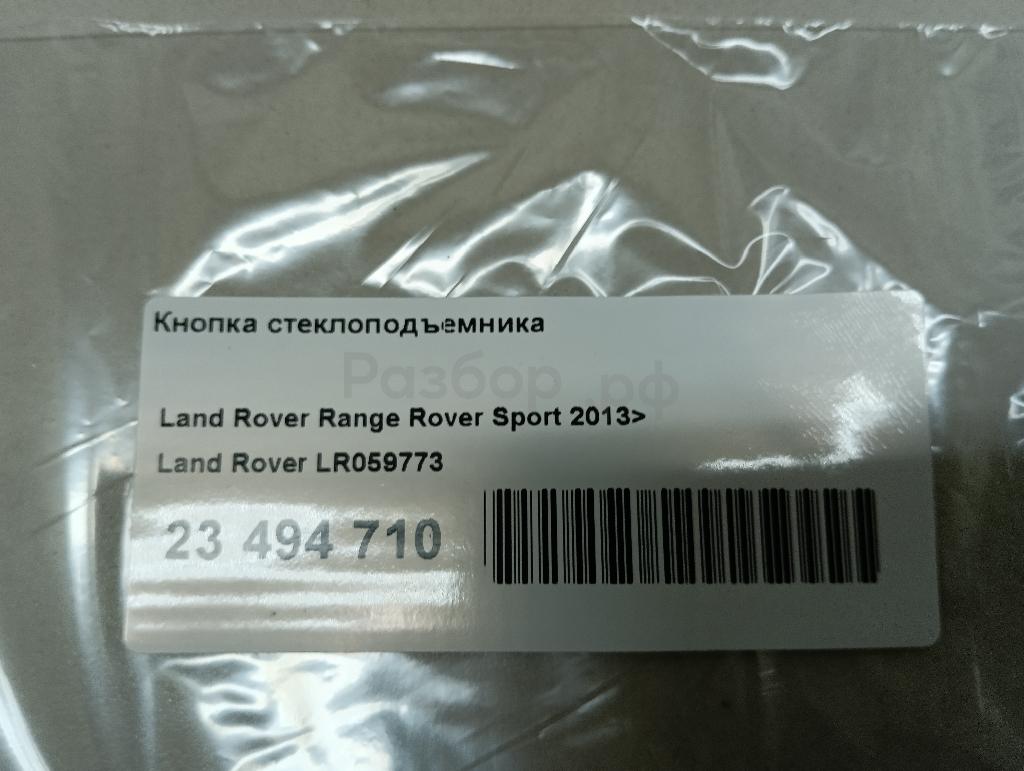 Кнопка стеклоподъемника
Разбор.рф
Land Rover Range Rover Sport 2013>
Land Rover LR059773
23 494 710